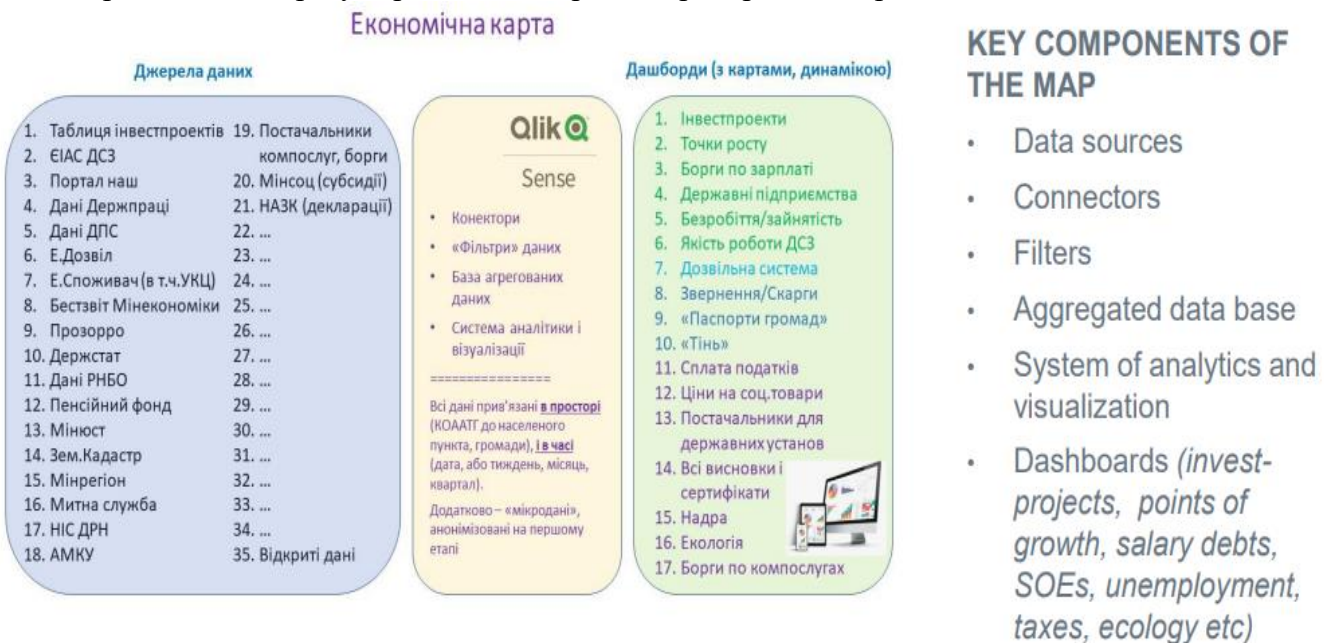 Економічна карта
Джерела даних
1. Таблиця інвестпроектів
2. ЄІАС ДСЗ
3. Портал наш
4. Дані Держпраці
5. Дані ДПС
6. Е.Дозвіл
7. Е.Споживач (в т.ч.УКЦ)
8. Бестзвіт Мінекономіки
9. Прозорро
10. Держстат
11. Дані РНБО
12. Пенсійний фонд
13. Мінюст
14. Зем.Кадастр
15. Мінрегіон
16. Митна служба
17. НІС ДРН
18. АМКУ
19. Постачальники
компослуг, борги
20. Мінсоц (субсидії)
21. НАЗК (декларації)
22. ...
23. ...
24. ...
25. ...
26. ...
27. ...
28. ...
29. ...
30. ...
31. ...
32. ...
33. ...
34. ...
35. Відкриті дані
Qlik
Sense
• Конектори
• «Фільтри» даних
• База агрегованих
даних
• Система аналітики і
візуалізації
================
Всі дані прив'язані в просторі
(КОААТГ до населеного
пункта, громади), і в часі
(дата, або тиждень, місяць,
квартал).
Додатково – «мікродані»,
анонімізовані на першому
етапі
Дашборди (з картами, динамікою)
1. Інвестпроекти
2. Точки росту
3. Борги по зарплаті
4. Державні підприємства
5. Безробіття/зайнятість
6. Якість роботи ДСЗ
7. Дозвільна система
8. Звернення/Скарги
9. «Паспорти громад»
10. «Тінь»
11. Сплата податків
12. Ціни на соц.товари
13. Постачальники для
державних установ
14. Всі висновки і
сертифікати
15. Надра
16. Екологія
17. Борги по компослугах
KEY COMPONENTS OF
THE MAP
• Data sources
• Connectors
• Filters
• Aggregated data base
• System of analytics and
visualization
• Dashboards (invest-
projects, points of
growth, salary debts,
SOEs, unemployment,
taxes, ecology etc)